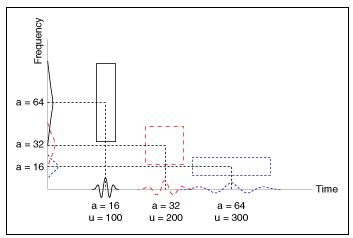 Frequency
a = 64
a = 32
a = 16
Time
a = 16 a = 32 a = 64
u = 100 u = 200 u = 300